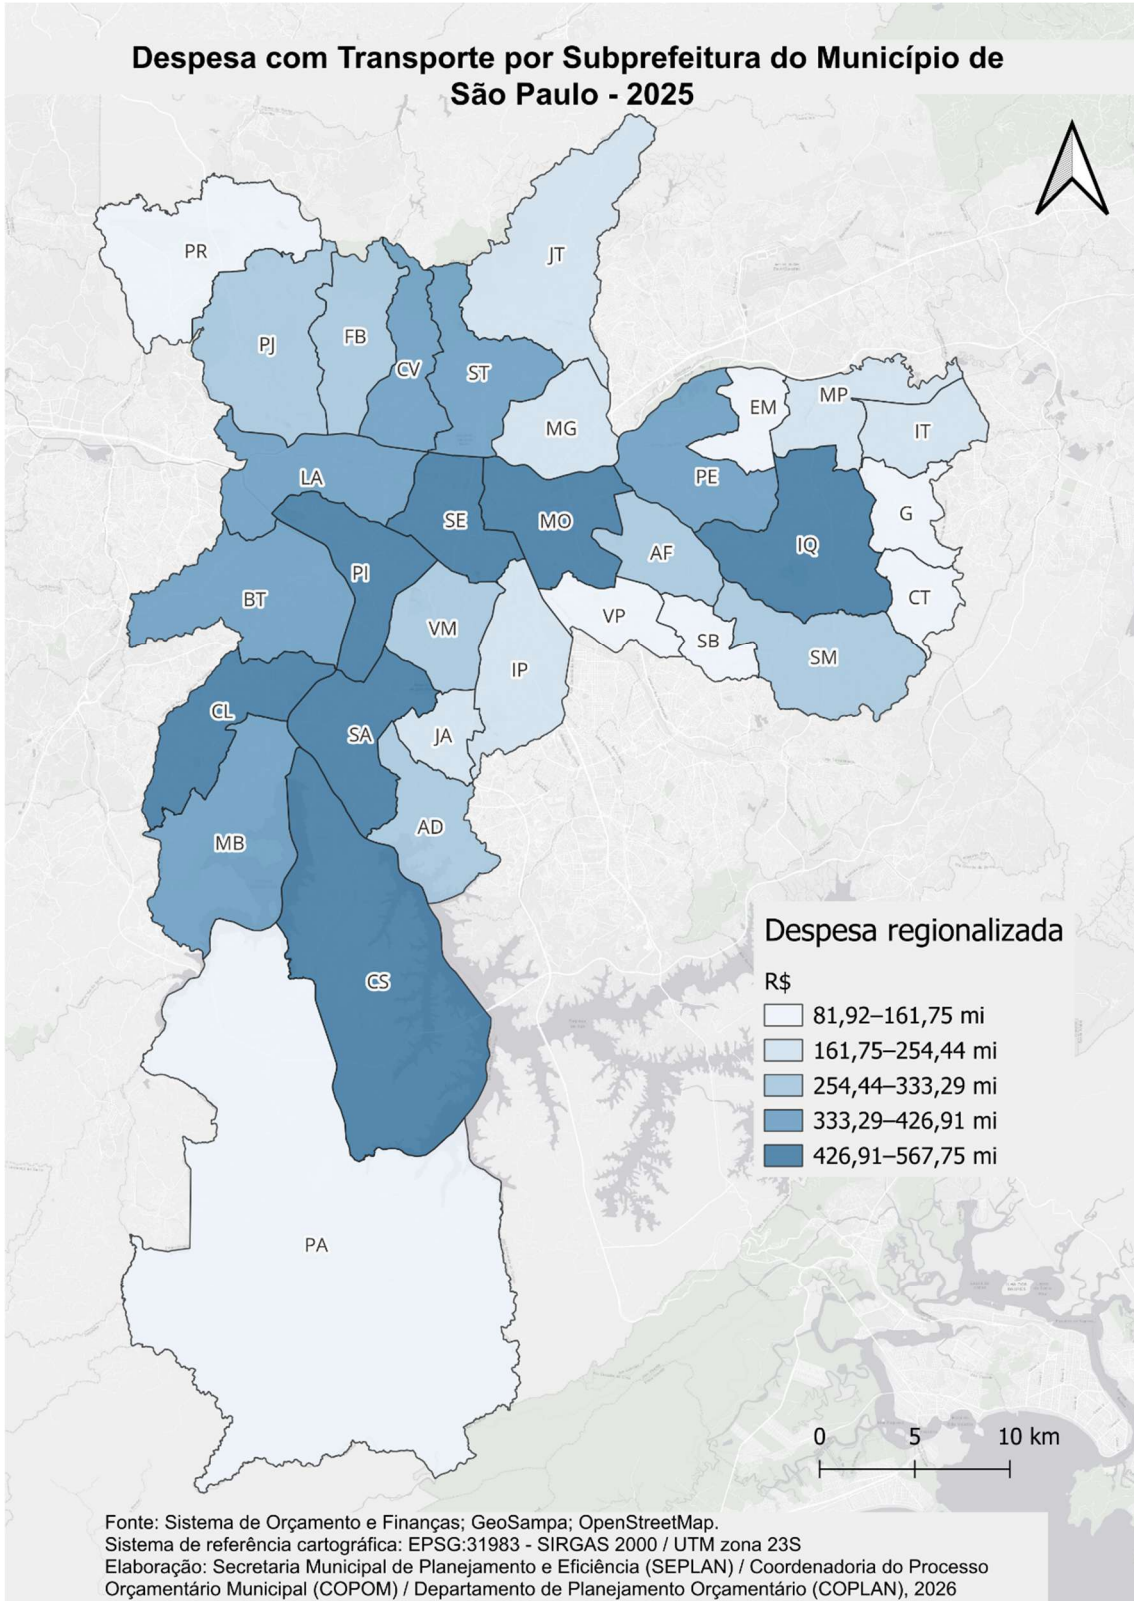 Despesa com Transporte por Subprefeitura do Município de
São Paulo - 2025
JT
PR
FB
PJ
CV
ST
MG
EM
MP
IT
LA
PE
SE
MO
G
IQ
AF
PI
BT
CT
VM
VP
SB
SM
IP
CL
SA
JA
AD
MB
CS
PA
Despesa regionalizada
R$
81,92–161,75 mi
161,75–254,44 mi
254,44–333,29 mi
333,29–426,91 mi
426,91–567,75 mi
0 5 10 km
Fonte: Sistema de Orçamento e Finanças; GeoSampa; OpenStreetMap.
Sistema de referência cartográfica: EPSG:31983 - SIRGAS 2000 / UTM zona 23S
Elaboração: Secretaria Municipal de Planejamento e Eficiência (SEPLAN) / Coordenadoria do Processo
Orçamentário Municipal (COPOM) / Departamento de Planejamento Orçamentário (COPLAN), 2026